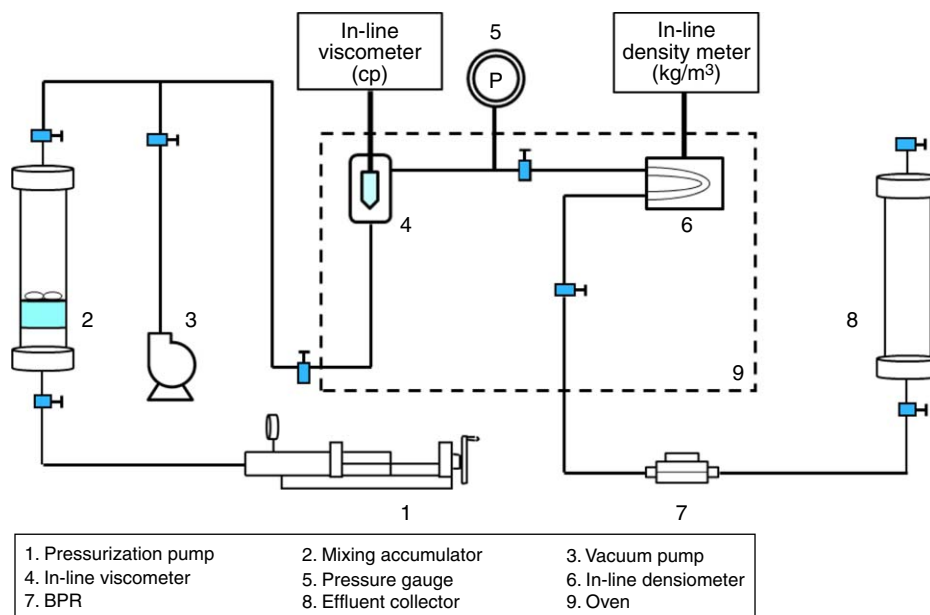 In-line
viscometer
(cp)
5
P
In-line
density meter
(kg/m³)
4
6
2
3
8
9
1
7
1. Pressurization pump
2. Mixing accumulator
3. Vacuum pump
4. In-line viscometer
5. Pressure gauge
6. In-line densiometer
7. BPR
8. Effluent collector
9. Oven